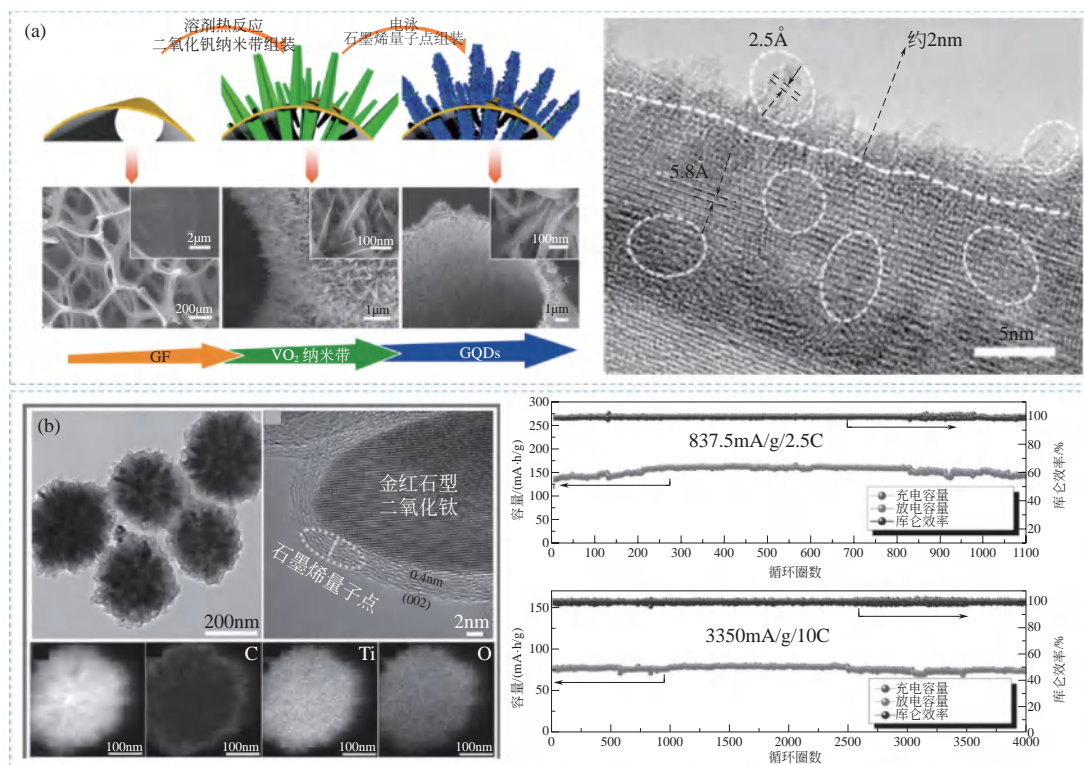 (a)
溶剂热反应
二氧化钒纳米带组装
电泳
石墨烯量子点组装
2μm
200μm
100nm
1μm
100nm
1μm
GF
VO₂ 纳米带
GQDs
2.5Å
约2nm
5.8Å
5nm
(b)
200nm
金红石型
二氧化钛
石墨烯量子点
0.4nm
(002)
2nm
100nm
C
100nm
Ti
100nm
O
100nm
容量/(mA·h/g)
300
250
200
150
100
50
0
837.5mA/g/2.5C
充电容量
放电容量
库仑效率
100
80
60
40
20
库仑效率/%
0 100 200 300 400 500 600 700 800 900 1000 1100
循环圈数
容量/(mA·h/g)
150
100
50
0
3350mA/g/10C
充电容量
放电容量
库仑效率
100
80
60
40
20
0
库仑效率/%
0 500 1000 1500 2000 2500 3000 3500 4000
循环圈数